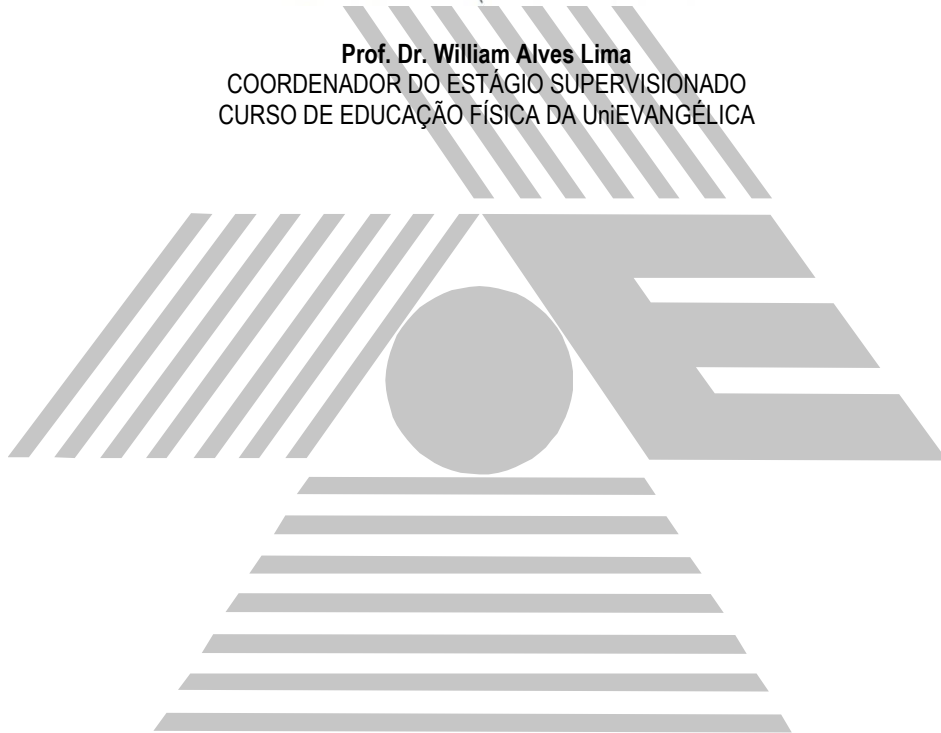 Prof. Dr. William Alves Lima
COORDENADOR DO ESTÁGIO SUPERVISIONADO
CURSO DE EDUCAÇÃO FÍSICA DA UniEVANGÉLICA